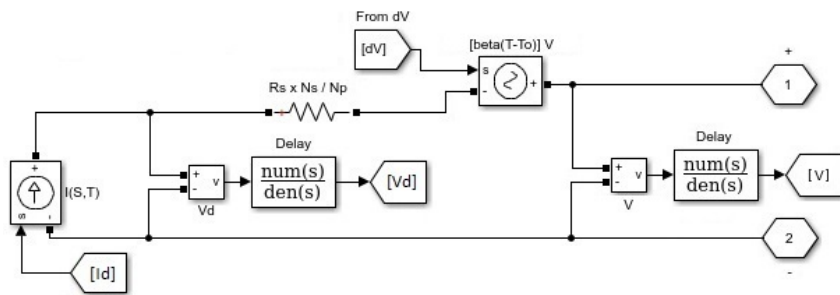 From dV
[dV]
[beta(T-To)] V
s
-
+
+
1
Rs x Ns / Np
Delay
num(s)
den(s)
[Vd]
+
-
v
Vd
+
I(S,T)
s
-
[Id]
Delay
num(s)
den(s)
[V]
+
-
v
V
2
-